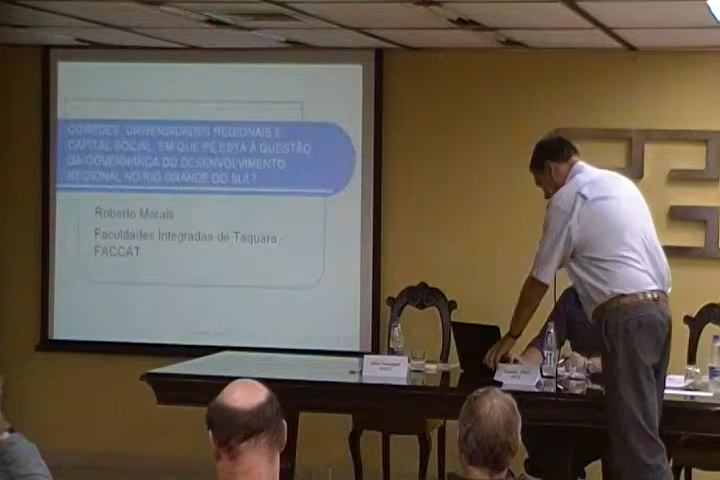 COREDES, UNIVERSIDADES REGIONAIS E
CAPITAL SOCIAL: EM QUE PÉ ESTÁ A QUESTÃO
DA GOVERNANÇA DO DESENVOLVIMENTO
REGIONAL NO RIO GRANDE DO SUL?
Roberto Morais
Faculdades Integradas de Taquara -
FACCAT